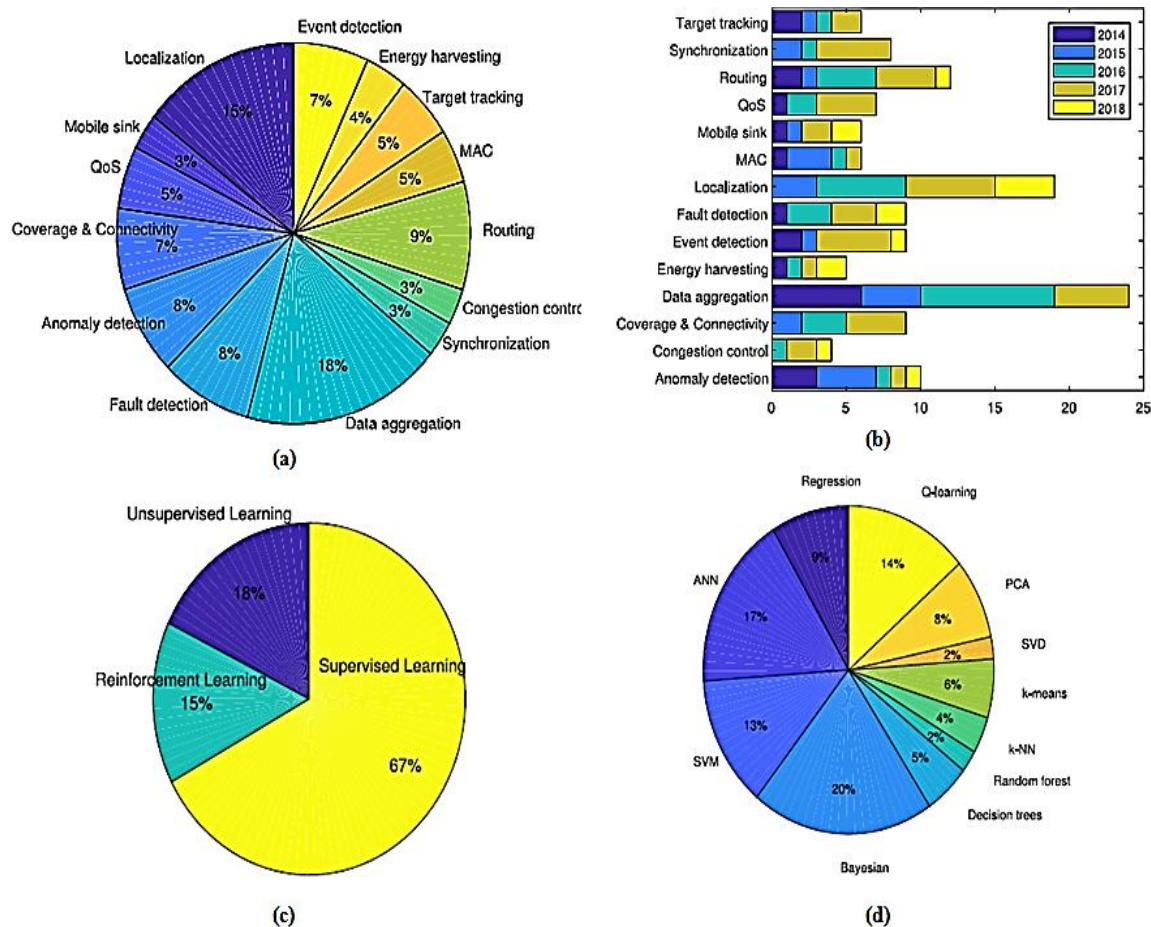 Event detection
Energy harvesting
Target tracking
MAC
Routing
Congestion contrc
Synchronization
Data aggregation
Fault detection
Anomaly detection
Coverage & Connectivity
QoS
Mobile sink
Localization
7%
4%
5%
5%
9%
3%
3%
18%
8%
8%
7%
5%
3%
15%
(a)
Target tracking
Synchronization
Routing
QoS
Mobile sink
MAC
Localization
Fault detection
Event detection
Energy harvesting
Data aggregation
Coverage & Connectivity
Congestion control
Anomaly detection
0 5 10 15 20 25
2014
2015
2016
2017
2018
(b)
Unsupervised Learning
18%
Reinforcement Learning
15%
Supervised Learning
67%
(c)
Regression
Q-learning
PCA
SVD
k-means
k-NN
Random forest
Decision trees
Bayesian
SVM
ANN
9%
14%
8%
2%
6%
4%
2%
5%
20%
13%
17%
(d)